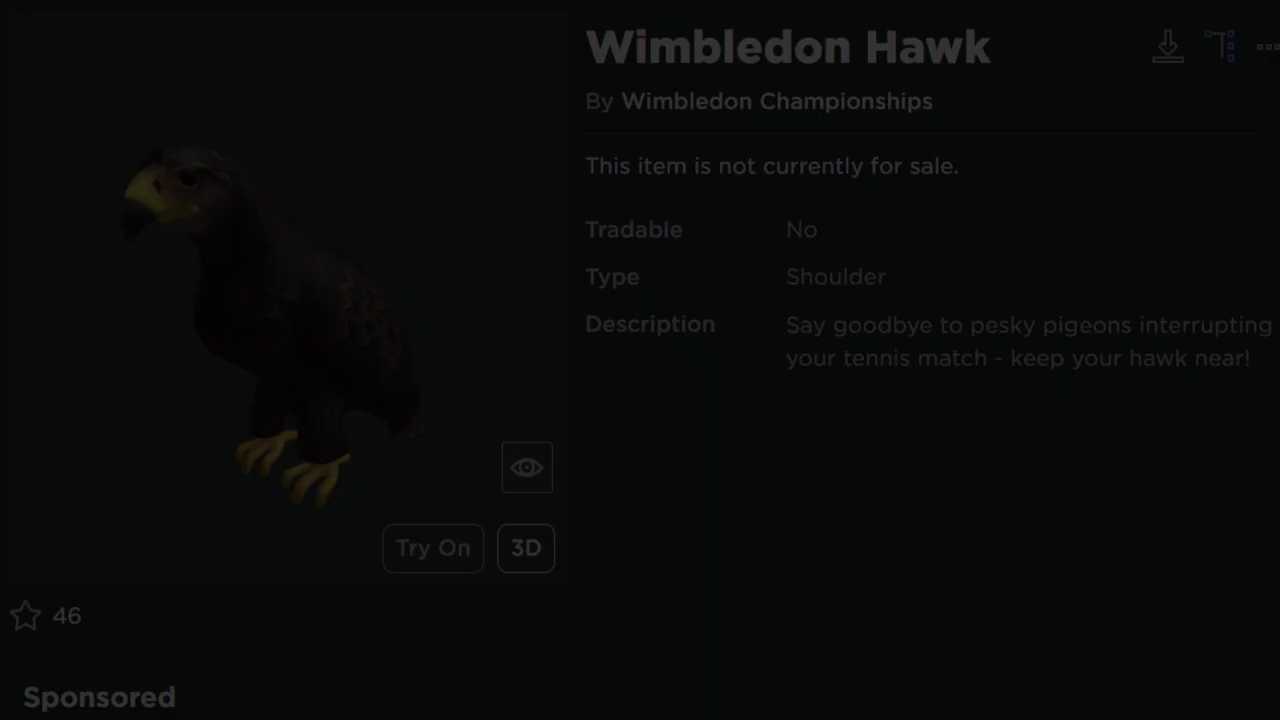 Wimbledon Hawk
By Wimbledon Championships
This item is not currently for sale.
Tradable No
Type Shoulder
Description Say goodbye to pesky pigeons interrupting
your tennis match - keep your hawk near!
Try On 3D
46
Sponsored